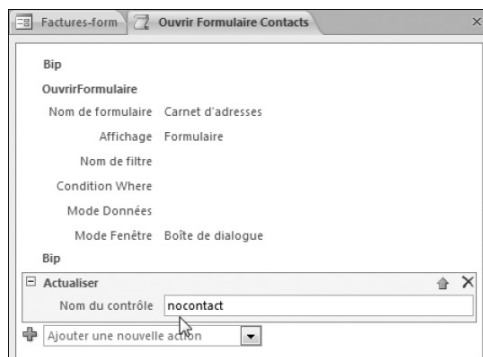 Factures-form Ouvrir Formulaire Contacts
Bip
OuvrirFormulaire
Nom de formulaire Carnet d'adresses
Affichage Formulaire
Nom de filtre
Condition Where
Mode Données
Mode Fenêtre Boîte de dialogue
Bip
Actualiser
Nom du contrôle nocontact
Ajouter une nouvelle action